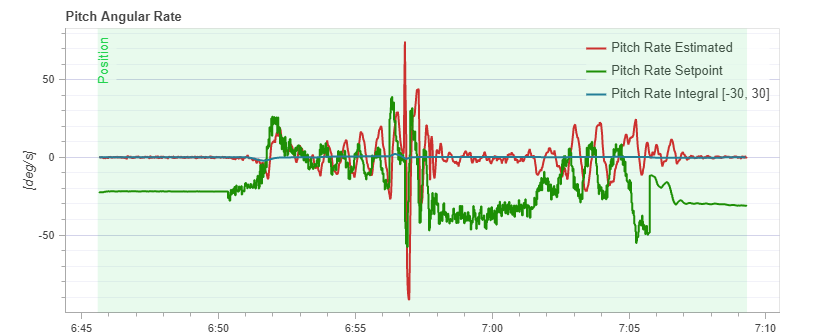 Pitch Angular Rate
Position
Pitch Rate Estimated
Pitch Rate Setpoint
Pitch Rate Integral [-30, 30]
50
0
-50
[deg/s]
6:45 6:50 6:55 7:00 7:05 7:10